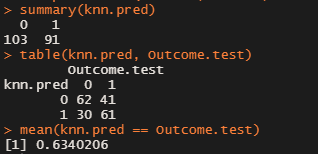 > summary(knn.pred)
  0   1
103  91
> table(knn.pred, Outcome.test)
        Outcome.test
knn.pred  0  1
       0 62 41
       1 30 61
> mean(knn.pred == Outcome.test)
[1] 0.6340206